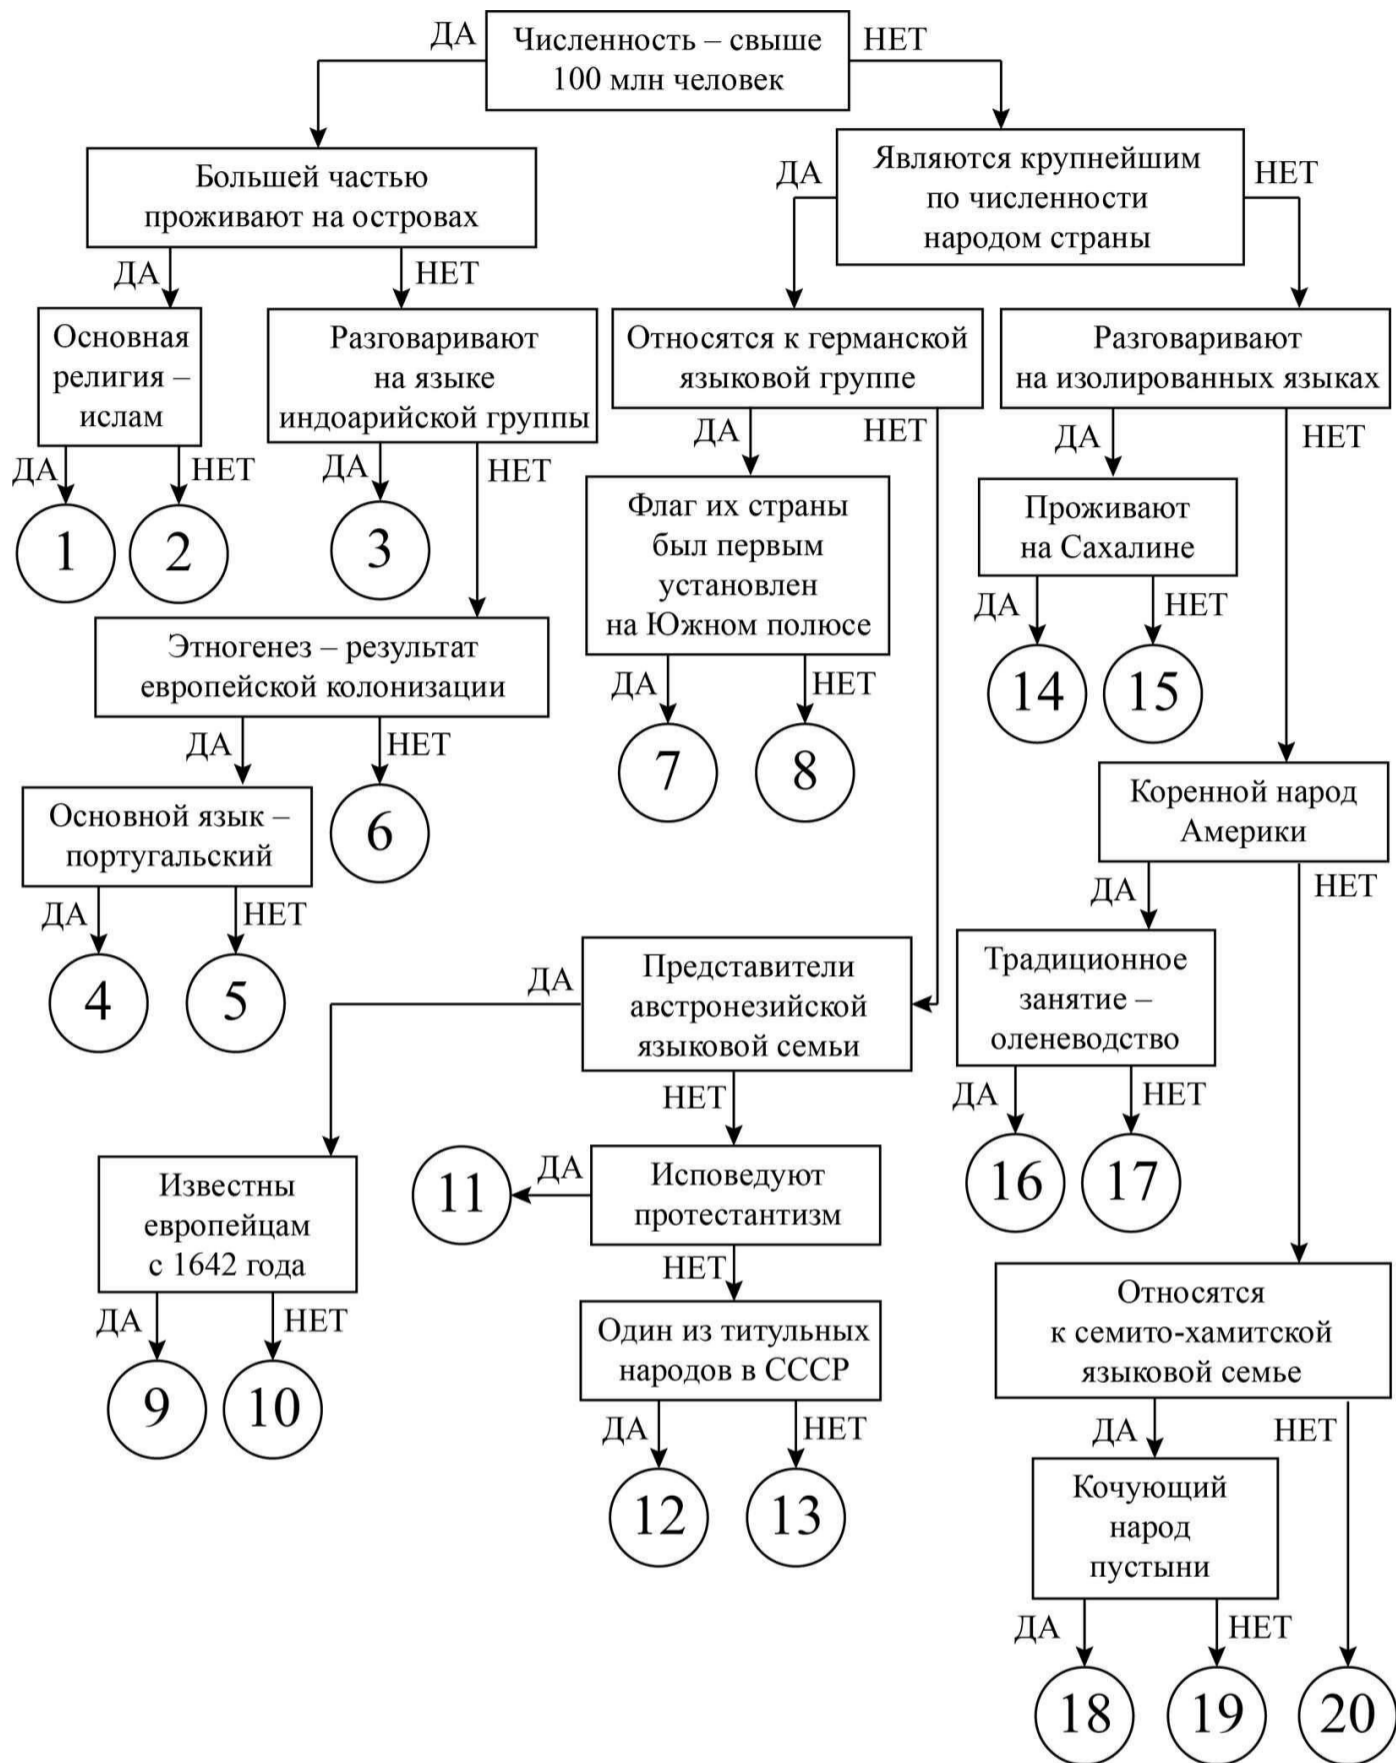 ДА
Численность – свыше
100 млн человек
НЕТ
Большей частью
проживают на островах
ДА
Являются крупнейшим
по численности
народом страны
НЕТ
ДА
НЕТ
Основная
религия –
ислам
Разговаривают
на языке
индоарийской группы
Относятся к германской
языковой группе
Разговаривают
на изолированных языках
ДА
НЕТ
ДА
НЕТ
ДА
НЕТ
ДА
НЕТ
1
2
3
Флаг их страны
был первым
установлен
на Южном полюсе
Проживают
на Сахалине
ДА
НЕТ
ДА
НЕТ
Этногенез – результат
европейской колонизации
7
8
14
15
ДА
НЕТ
Основной язык –
португальский
6
Коренной народ
Америки
ДА
НЕТ
ДА
НЕТ
4
5
ДА
Представители
австронезийской
языковой семьи
НЕТ
Традиционное
занятие –
оленеводство
ДА
НЕТ
16
17
Известны
европейцам
с 1642 года
11
ДА
Исповедуют
протестантизм
НЕТ
ДА
НЕТ
9
10
Один из титульных
народов в СССР
ДА
НЕТ
12
13
Относятся
к семито-хамитской
языковой семье
ДА
НЕТ
Кочующий
народ
пустыни
ДА
НЕТ
18
19
20